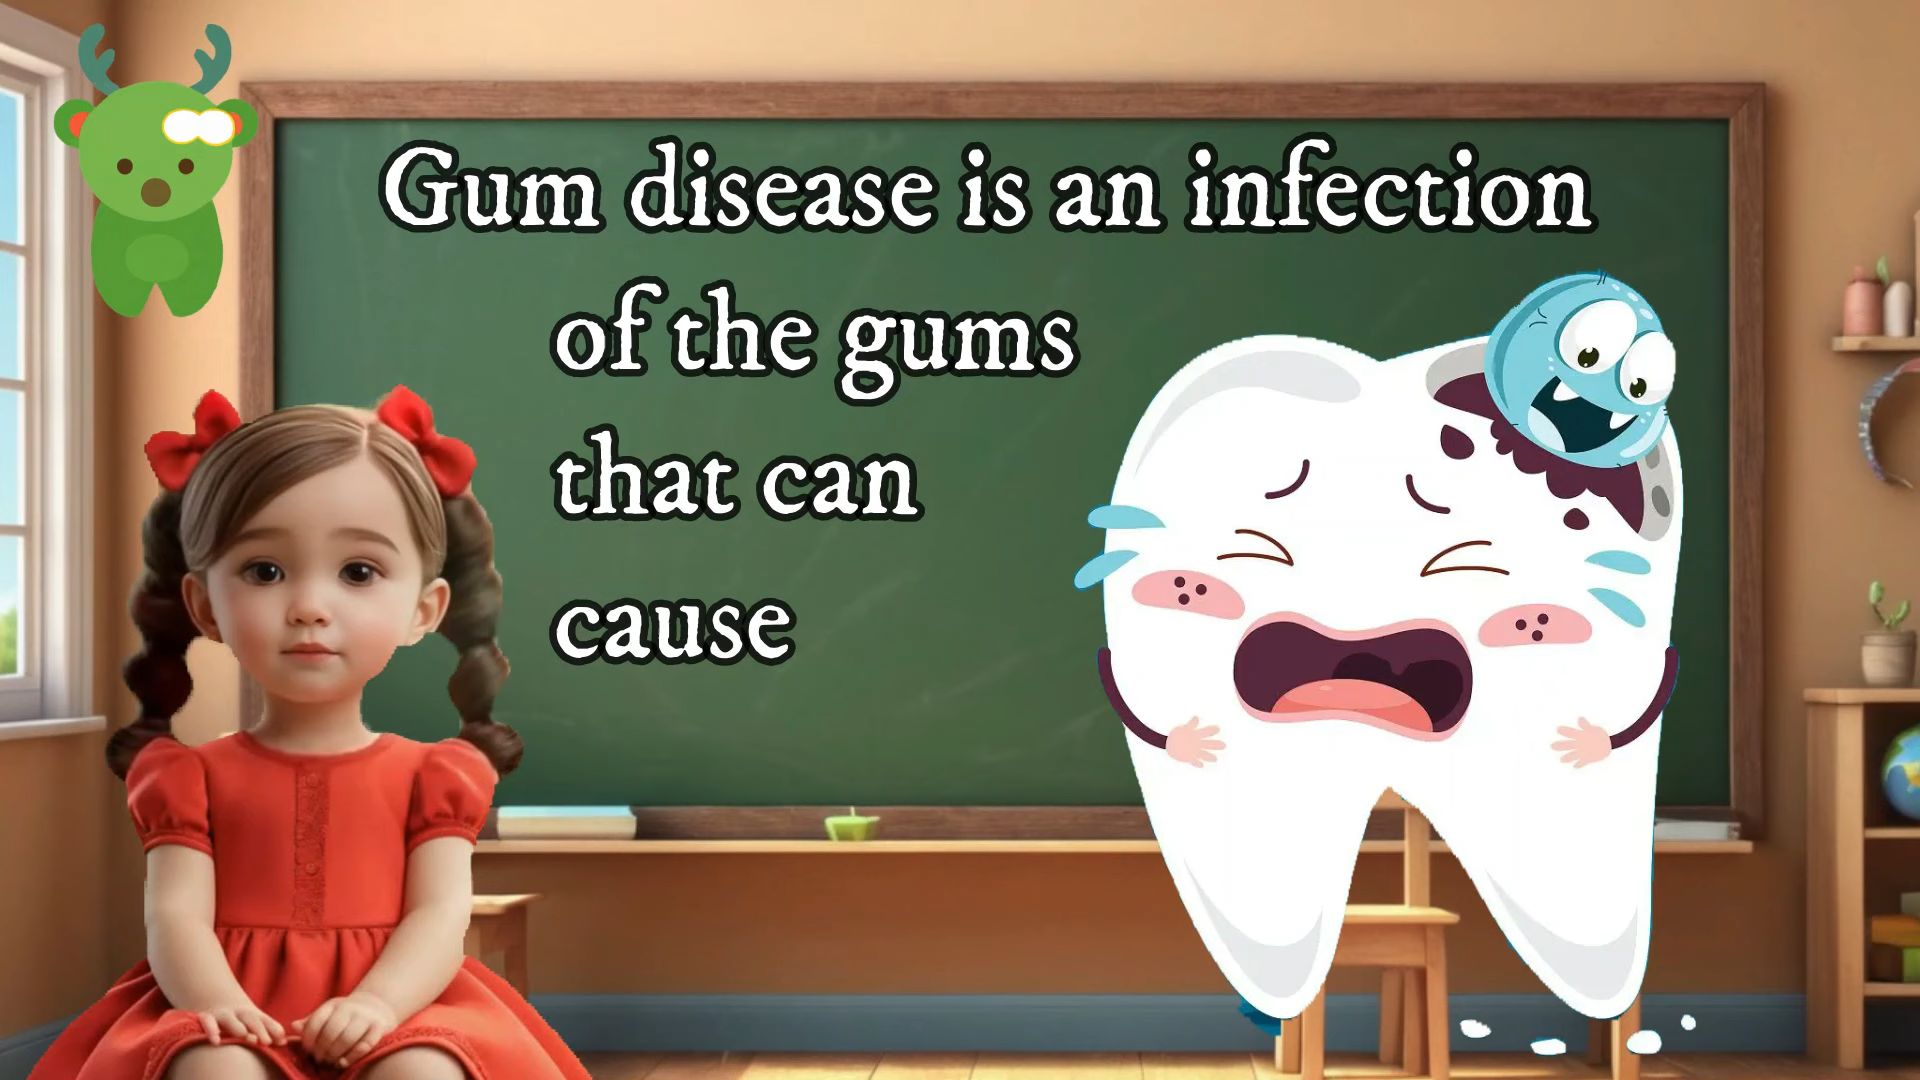 Gum disease is an infection
of the gums
that can
cause